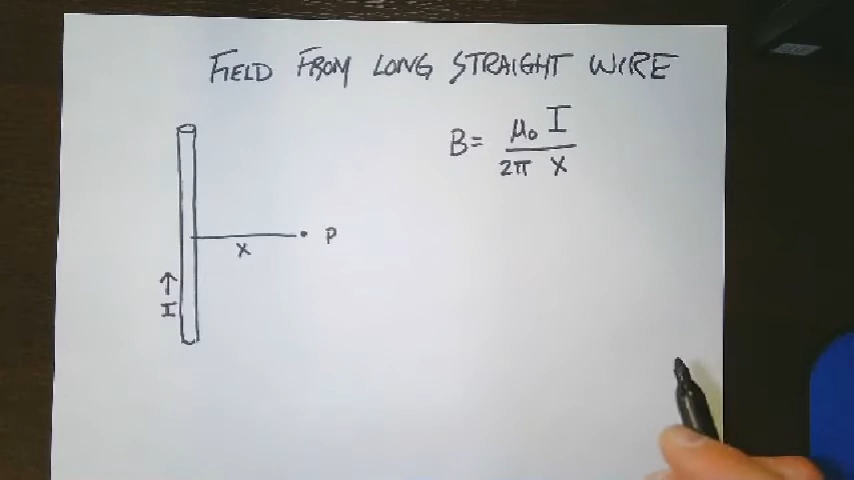 FIELD FROM LONG STRAIGHT WIRE
B= μ₀ I
2π x
x
P
↑
I